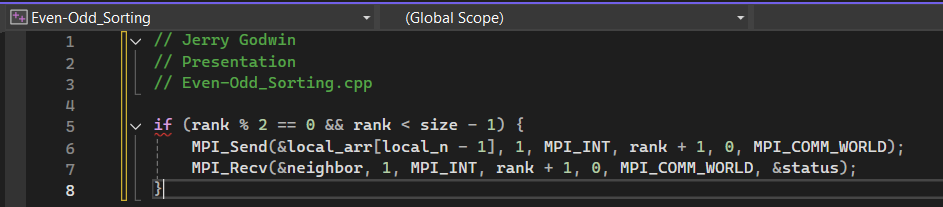 Even-Odd_Sorting (Global Scope)
1 // Jerry Godwin
2 // Presentation
3 // Even-Odd_Sorting.cpp
4
5 if (rank % 2 == 0 && rank < size - 1) {
6 MPI_Send(&local_arr[local_n - 1], 1, MPI_INT, rank + 1, 0, MPI_COMM_WORLD);
7 MPI_Recv(&neighbor, 1, MPI_INT, rank + 1, 0, MPI_COMM_WORLD, &status);
8 }